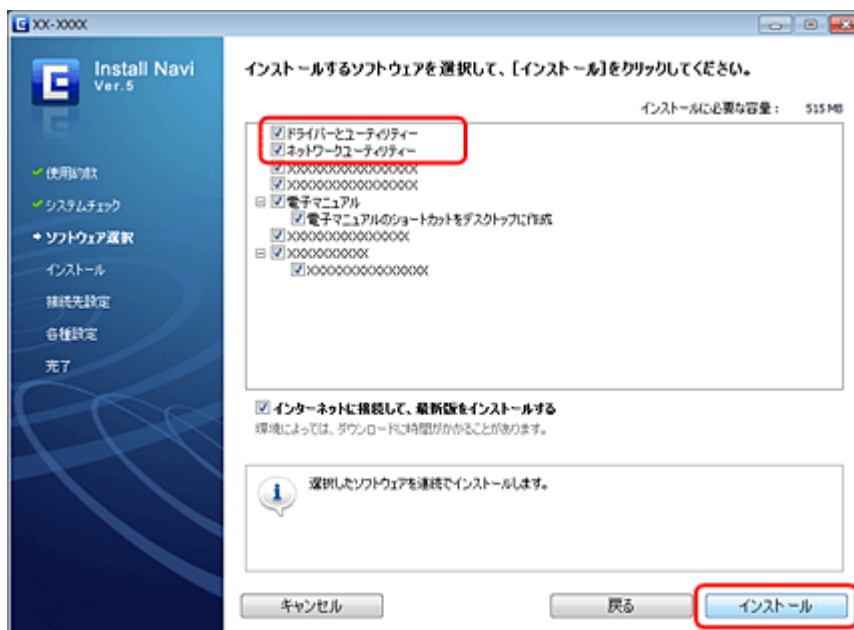 XX-XXXX
Install Navi
Ver.5
使用約款
システムチェック
ソフトウェア選択
インストール
接続先設定
各種設定
完了
インストールするソフトウェアを選択して、[インストール]をクリックしてください。
インストールに必要な容量： 515 MB
ドライバーとユーティリティー
ネットワークユーティリティー
XXXXXXXXXXXXXXXX
XXXXXXXXXXXXXXXX
電子マニュアル
電子マニュアルのショートカットをデスクトップに作成
XXXXXXXXXXXXXXX
XXXXXXXXXX
XXXXXXXXXXXXXXX
インターネットに接続して、最新版をインストールする
環境によっては、ダウンロードに時間がかかることがあります。
選択したソフトウェアを連続でインストールします。
キャンセル
戻る
インストール